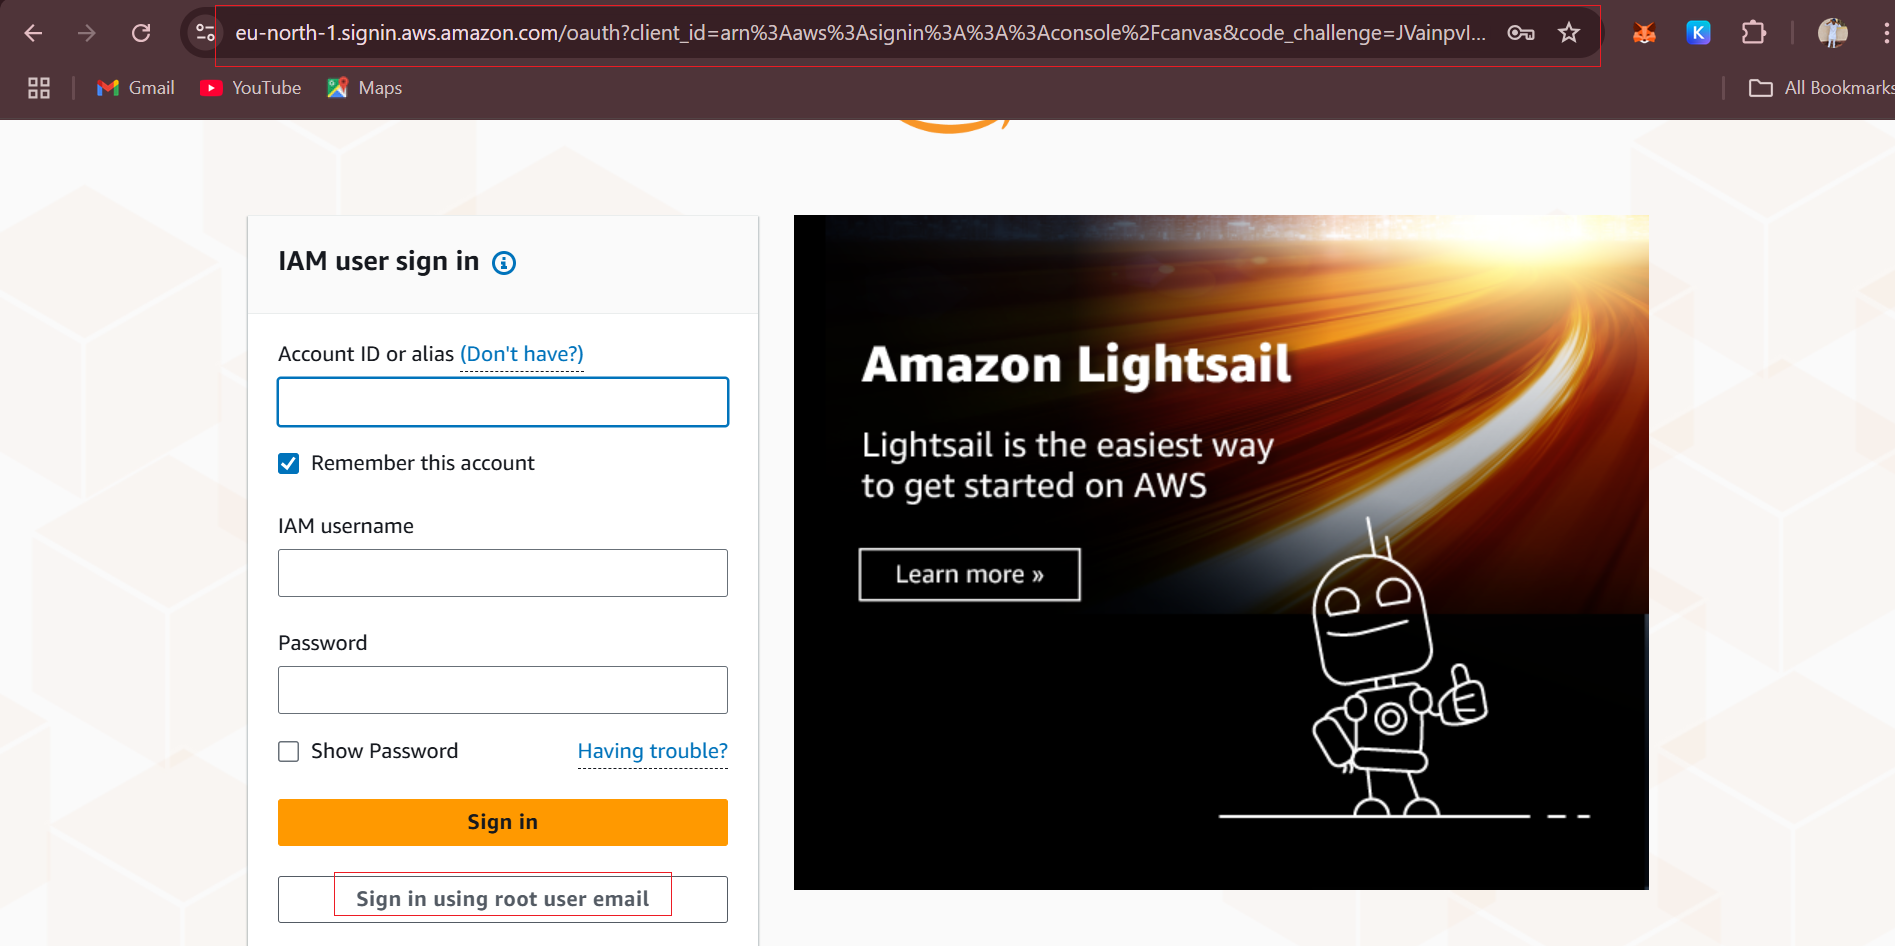 eu-north-1.signin.aws.amazon.com/oauth?client_id=arn%3Aaws%3Asignin%3A%3A%3Aconsole%2Fcanvas&code_challenge=JVainpvI...
K
Gmail
YouTube
Maps
All Bookmarks
IAM user sign in
Account ID or alias (Don't have?)
Remember this account
IAM username
Password
Show Password
Having trouble?
Sign in
Sign in using root user email
Amazon Lightsail
Lightsail is the easiest way
to get started on AWS
Learn more »